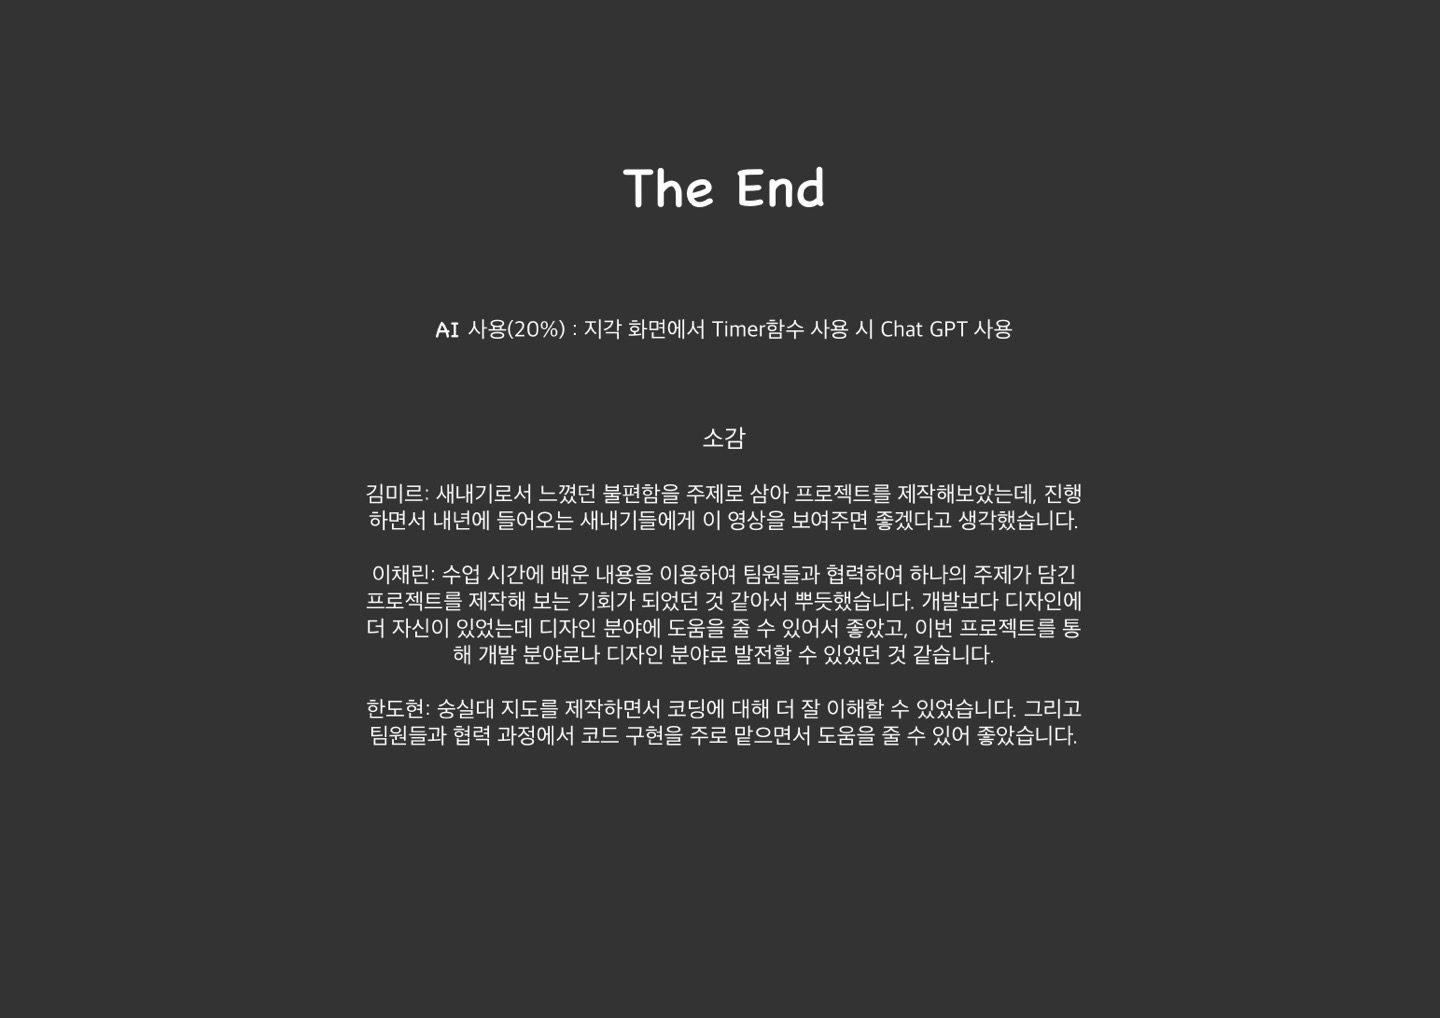 The End
AI 사용(20%) : 지각 화면에서 Timer함수 사용 시 Chat GPT 사용
소감
김미르: 새내기로서 느꼈던 불편함을 주제로 삼아 프로젝트를 제작해보았는데, 진행
하면서 내년에 들어오는 새내기들에게 이 영상을 보여주면 좋겠다고 생각했습니다.
이채린: 수업 시간에 배운 내용을 이용하여 팀원들과 협력하여 하나의 주제가 담긴
프로젝트를 제작해 보는 기회가 되었던 것 같아서 뿌듯했습니다. 개발보다 디자인에
더 자신이 있었는데 디자인 분야에 도움을 줄 수 있어서 좋았고, 이번 프로젝트를 통
해 개발 분야로나 디자인 분야로 발전할 수 있었던 것 같습니다.
한도현: 숭실대 지도를 제작하면서 코딩에 대해 더 잘 이해할 수 있었습니다. 그리고
팀원들과 협력 과정에서 코드 구현을 주로 맡으면서 도움을 줄 수 있어 좋았습니다.